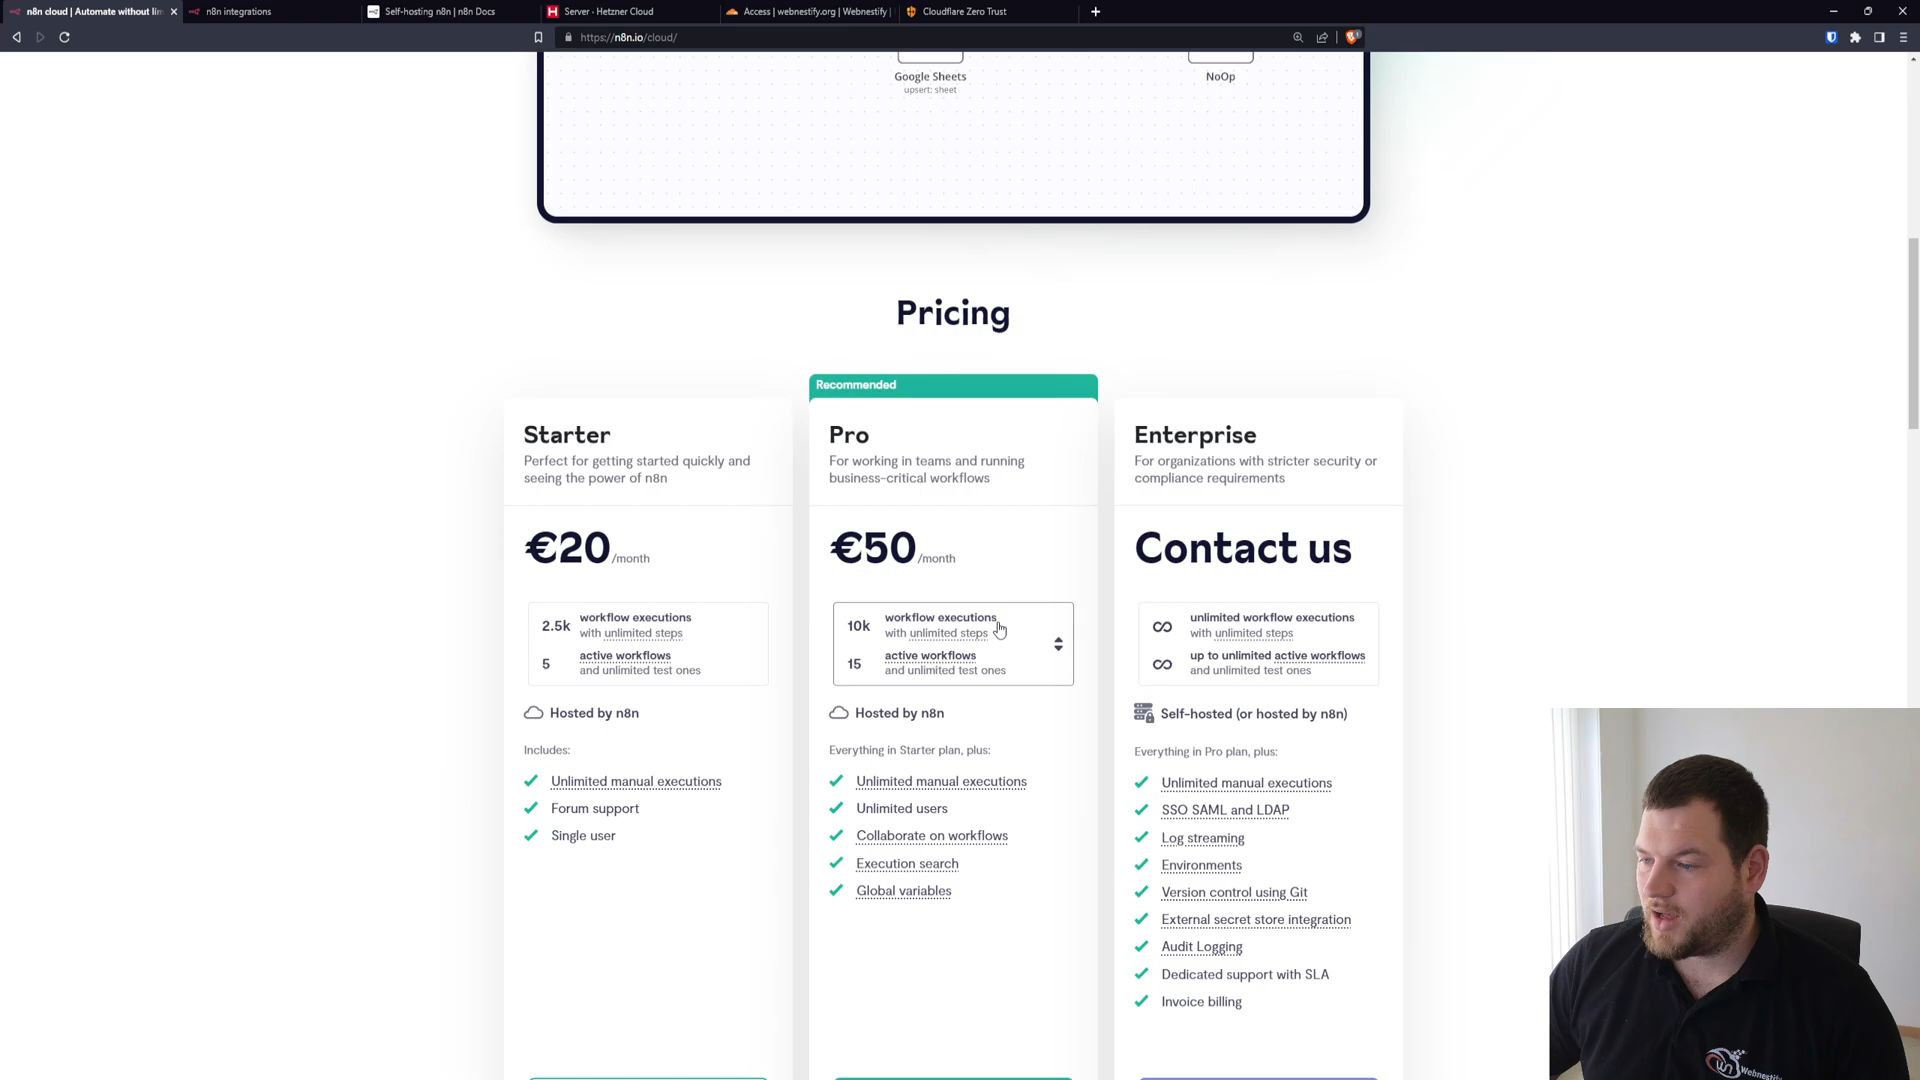 n8n cloud | Automate without lim
n8n integrations
Self-hosting n8n | n8n Docs
Server · Hetzner Cloud
Access | webnestify.org | Webnestify |
Cloudflare Zero Trust
https://n8n.io/cloud/
Google Sheets
upsert: sheet
NoOp
Pricing
Recommended
Starter
Perfect for getting started quickly and
seeing the power of n8n
€20 /month
2.5k workflow executions
with unlimited steps
5 active workflows
and unlimited test ones
Hosted by n8n
Includes:
Unlimited manual executions
Forum support
Single user
Pro
For working in teams and running
business-critical workflows
€50 /month
10k workflow executions
with unlimited steps
15 active workflows
and unlimited test ones
Hosted by n8n
Everything in Starter plan, plus:
Unlimited manual executions
Unlimited users
Collaborate on workflows
Execution search
Global variables
Enterprise
For organizations with stricter security or
compliance requirements
Contact us
∞ unlimited workflow executions
with unlimited steps
∞ up to unlimited active workflows
and unlimited test ones
Self-hosted (or hosted by n8n)
Everything in Pro plan, plus:
Unlimited manual executions
SSO SAML and LDAP
Log streaming
Environments
Version control using Git
External secret store integration
Audit Logging
Dedicated support with SLA
Invoice billing
Webnestify